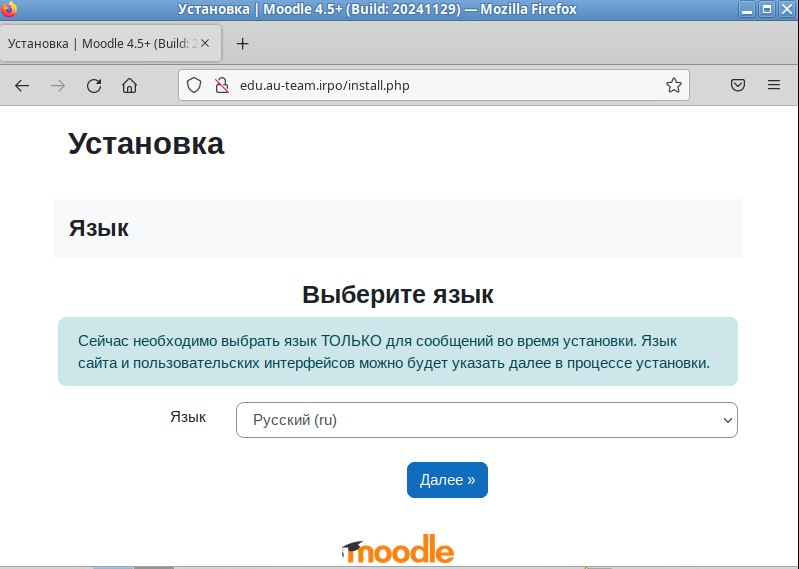 Установка | Moodle 4.5+ (Build: 20241129) — Mozilla Firefox
Установка | Moodle 4.5+ (Build: 2
edu.au-team.irpo/install.php
Установка
Язык
Выберите язык
Сейчас необходимо выбрать язык ТОЛЬКО для сообщений во время установки. Язык
сайта и пользовательских интерфейсов можно будет указать далее в процессе установки.
Язык
Русский (ru)
Далее »
moodle